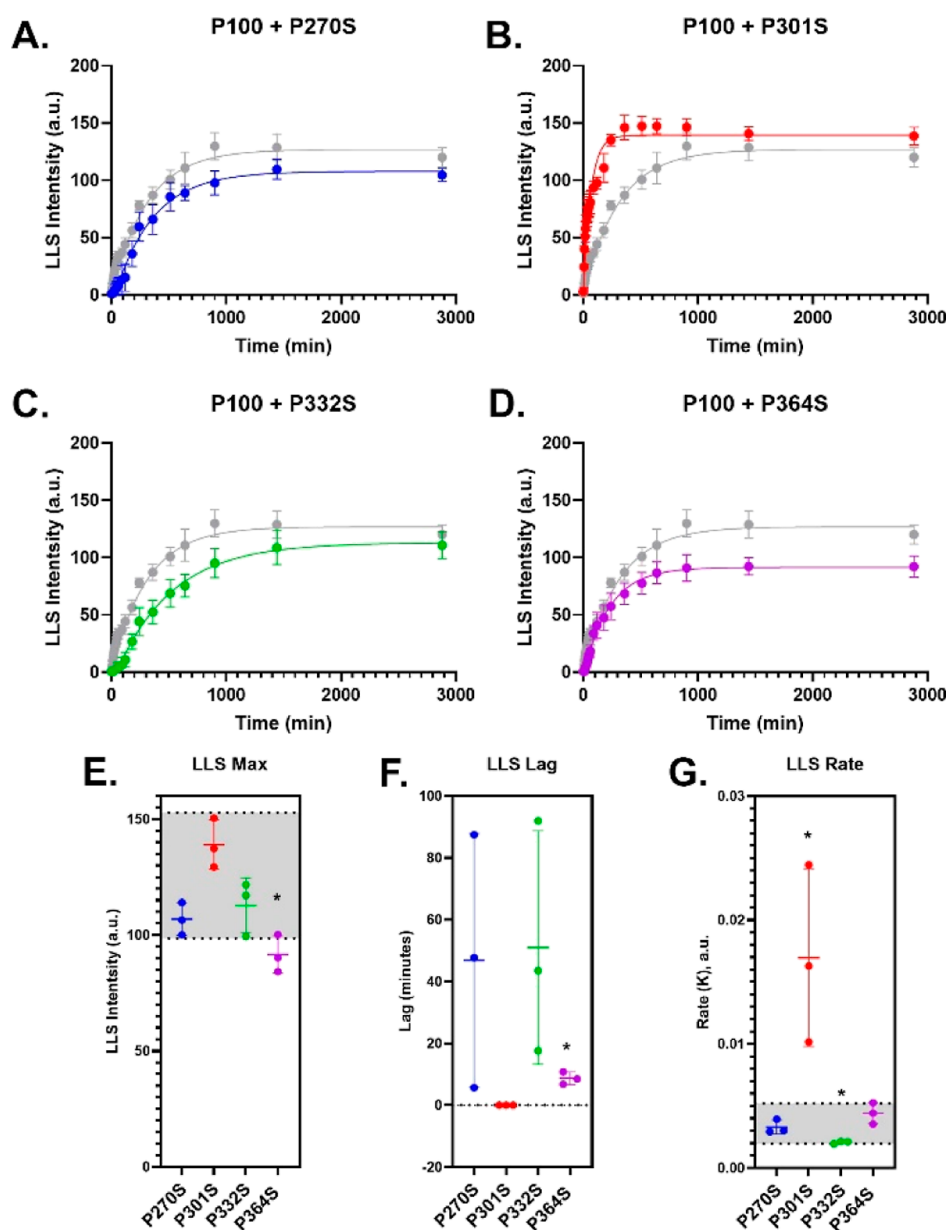 A.
P100 + P270S
LLS Intentsity (a.u.)
200
150
100
50
0
0
1000
2000
3000
Time (min)
B.
P100 + P301S
LLS Intentsity (a.u.)
200
150
100
50
0
0
1000
2000
3000
Time (min)
C.
P100 + P332S
LLS Intentsity (a.u.)
200
150
100
50
0
0
1000
2000
3000
Time (min)
D.
P100 + P364S
LLS Intentsity (a.u.)
200
150
100
50
0
0
1000
2000
3000
Time (min)
E.
LLS Max
LLS Intentsity (a.u.)
150
100
50
0
*
P270S
P301S
P332S
P364S
F.
LLS Lag
Lag (minutes)
100
80
60
40
20
0
-20
*
P270S
P301S
P332S
P364S
G.
LLS Rate
Rate (K), a.u.
0.03
0.02
0.01
0.00
*
*
P270S
P301S
P332S
P364S